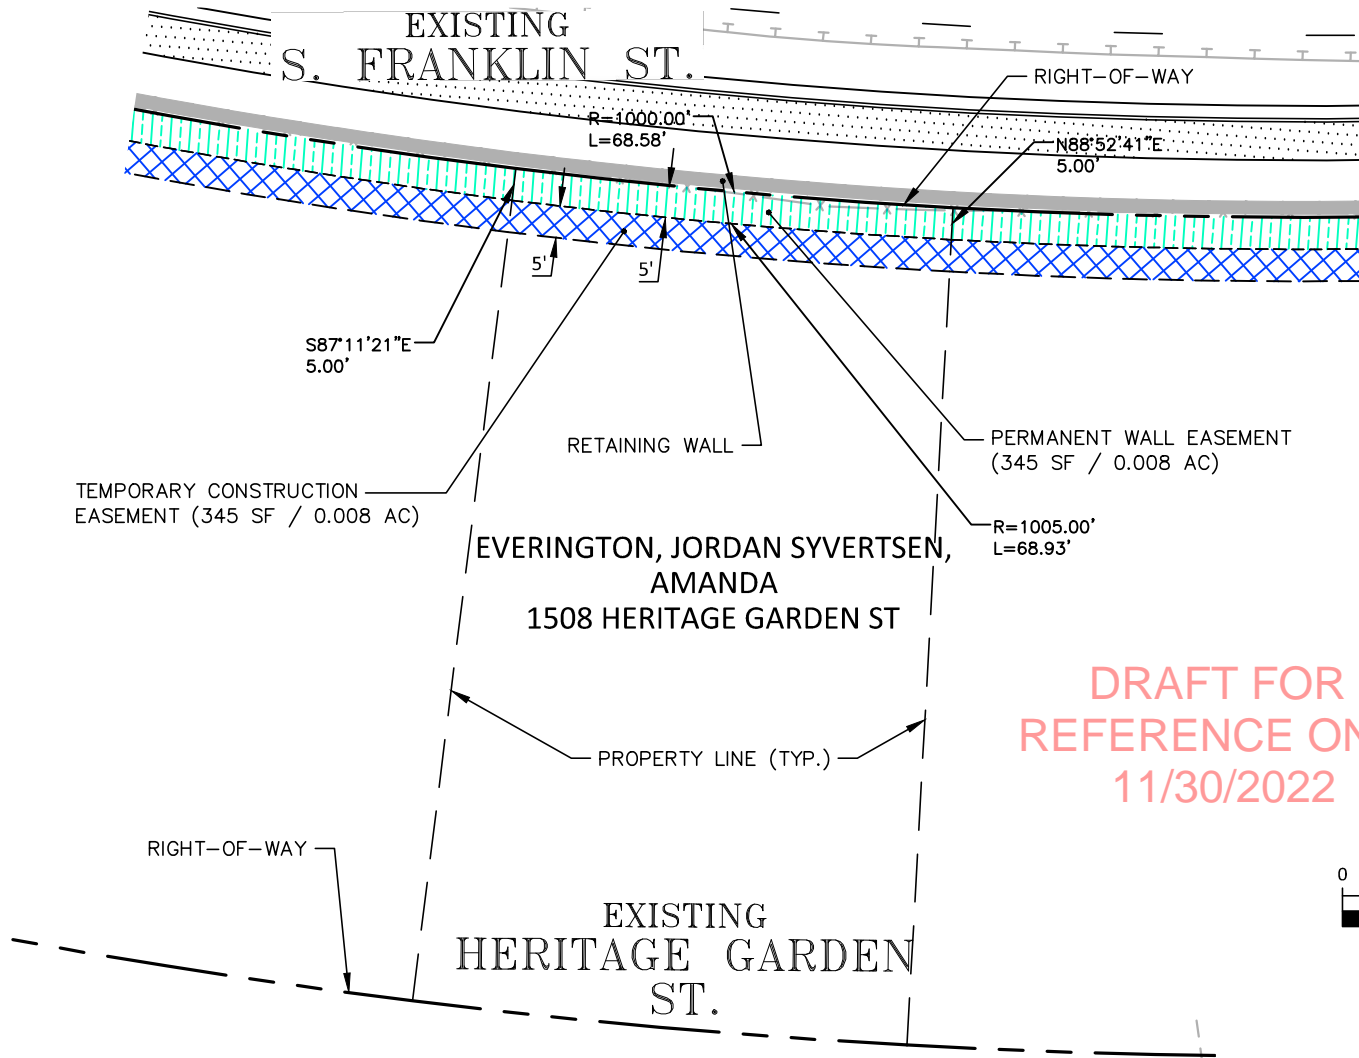 EXISTING
S. FRANKLIN ST.
RIGHT-OF-WAY
R=1000.00'
L=68.58'
N88°52'41"E
5.00'
5'
5'
S87°11'21"E
5.00'
RETAINING WALL
PERMANENT WALL EASEMENT
(345 SF / 0.008 AC)
TEMPORARY CONSTRUCTION
EASEMENT (345 SF / 0.008 AC)
R=1005.00'
L=68.93'
EVERINGTON, JORDAN SYVERTSEN,
AMANDA
1508 HERITAGE GARDEN ST
DRAFT FOR
REFERENCE ON
11/30/2022
PROPERTY LINE (TYP.)
RIGHT-OF-WAY
0
EXISTING
HERITAGE GARDEN
ST.